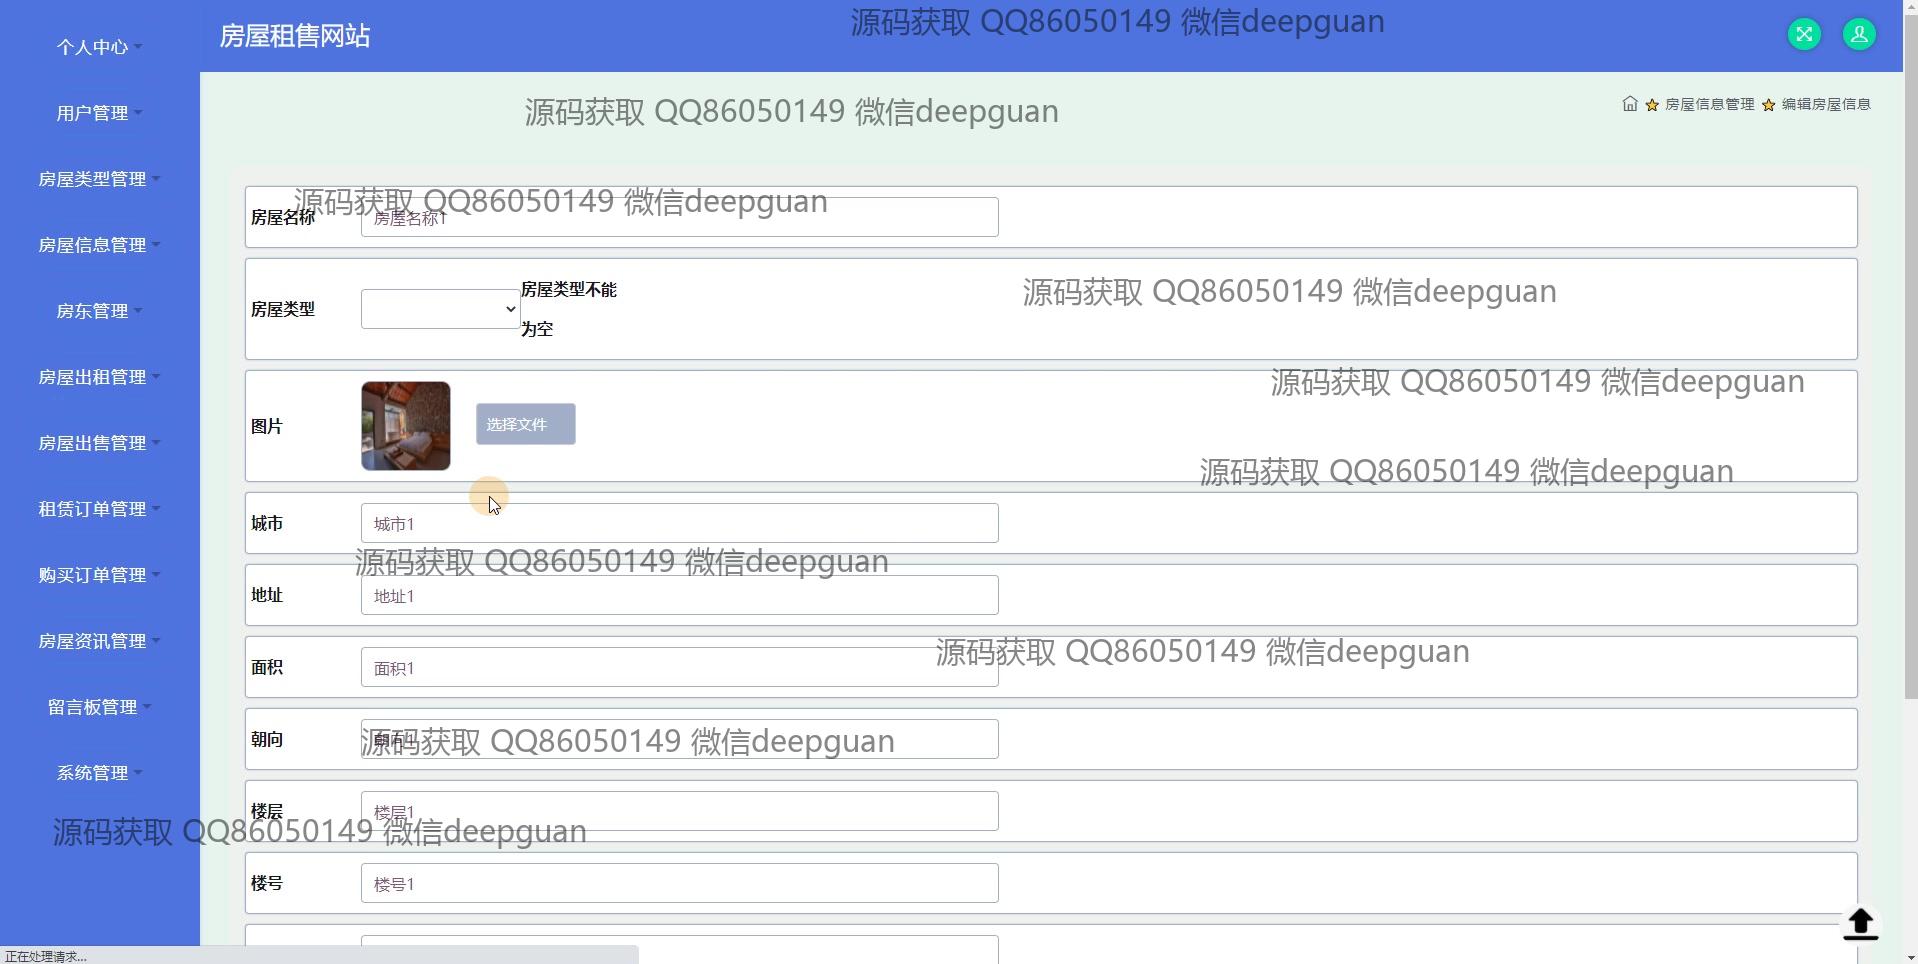 个人中心
房屋租售网站
源码获取 QQ86050149 微信deepguan
用户管理
源码获取 QQ86050149 微信deepguan
房屋信息管理 编辑房屋信息
房屋类型管理
源码获取 QQ86050149 微信deepguan
房屋名称 房屋名称1
房屋信息管理
房屋类型 房屋类型不能
为空
源码获取 QQ86050149 微信deepguan
房东管理
房屋出租管理
源码获取 QQ86050149 微信deepguan
图片 选择文件
房屋出售管理
源码获取 QQ86050149 微信deepguan
租赁订单管理
城市 城市1
源码获取 QQ86050149 微信deepguan
购买订单管理
地址 地址1
房屋资讯管理
源码获取 QQ86050149 微信deepguan
面积 面积1
留言板管理
朝向 朝向1
源码获取 QQ86050149 微信deepguan
系统管理
楼层 楼层1
源码获取 QQ86050149 微信deepguan
楼号 楼号1
正在处理请求...